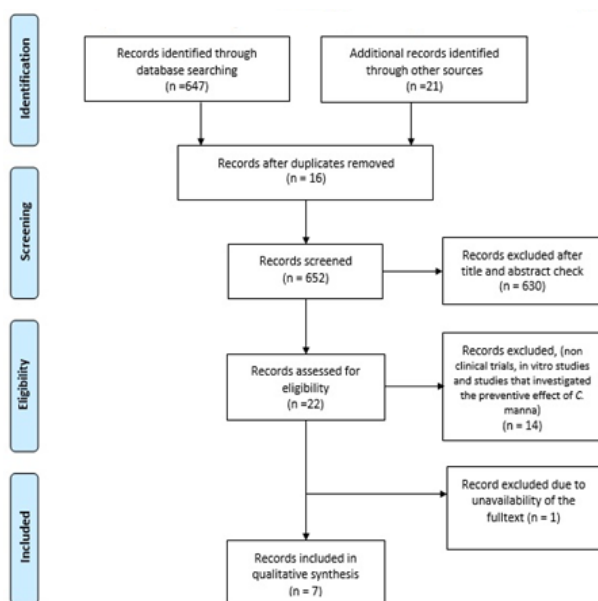 Identification
Records identified through
database searching
(n =647)
Additional records identified
through other sources
(n =21)
Records after duplicates removed
(n = 16)
Screening
Records screened
(n = 652)
Records excluded after
title and abstract check
(n = 630)
Eligibility
Records assessed for
eligibility
(n =22)
Records excluded, (non
clinical trials, in vitro studies
and studies that investigated
the preventive effect of C.
manna)
(n = 14)
Included
Record excluded due to
unavailability of the
fulltext (n = 1)
Records included in
qualitative synthesis
(n = 7)